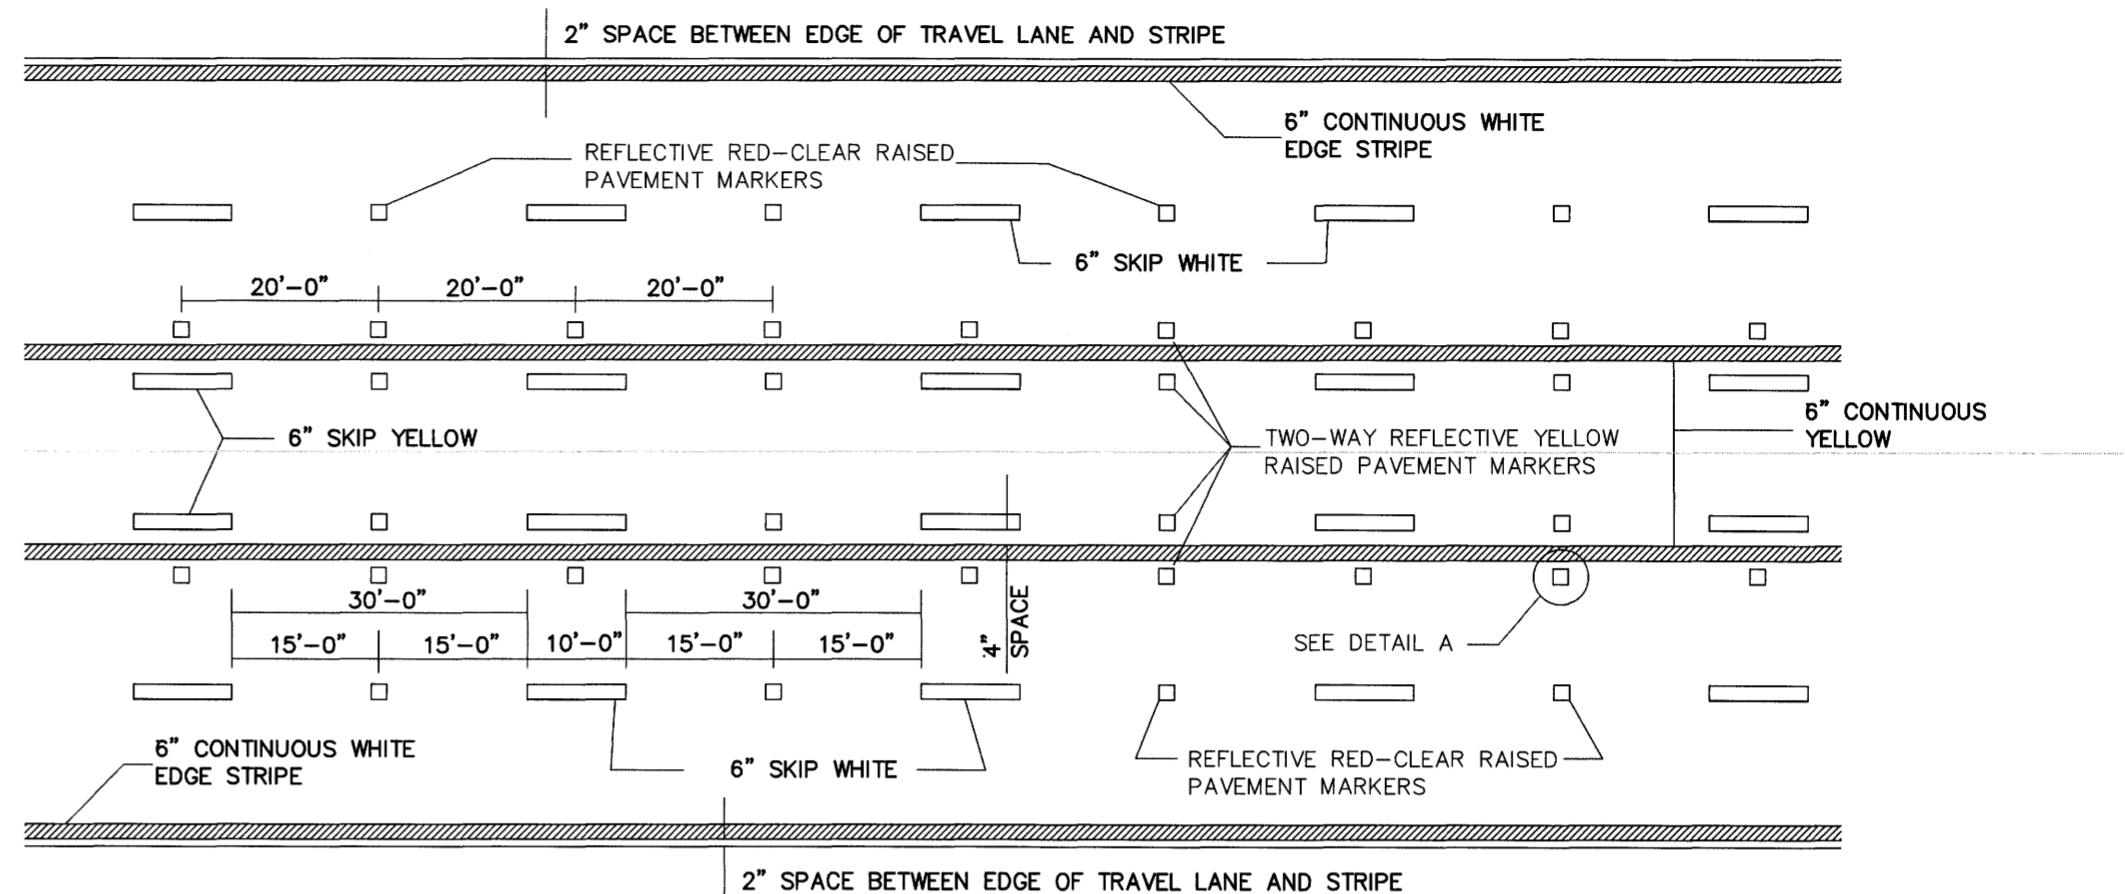 2” SPACE BETWEEN EDGE OF TRAVEL LANE AND STRIPE
6” CONTINUOUS WHITE
EDGE STRIPE
REFLECTIVE RED–CLEAR RAISED
PAVEMENT MARKERS
6” SKIP WHITE
20’–0” 20’–0” 20’–0”
6” SKIP YELLOW
TWO–WAY REFLECTIVE YELLOW
RAISED PAVEMENT MARKERS
6” CONTINUOUS
YELLOW
30’–0” 30’–0”
15’–0” 15’–0” 10’–0” 15’–0” 15’–0”
4”
SPACE
SEE DETAIL A
6” CONTINUOUS WHITE
EDGE STRIPE
6” SKIP WHITE
REFLECTIVE RED–CLEAR RAISED
PAVEMENT MARKERS
2” SPACE BETWEEN EDGE OF TRAVEL LANE AND STRIPE